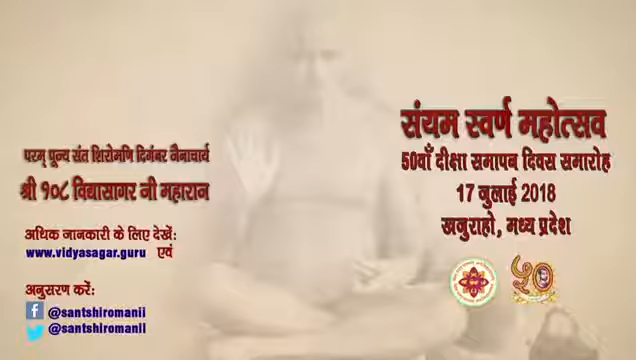 परम् पूज्य संत शिरोमणि दिगंबर जैनाचार्य
श्री १०८ विद्यासागर जी महाराज
अधिक जानकारी के लिए देखें:
www.vidyasagar.guru एवं
अनुसरण करें:
@santshiromanii
@santshiromanii
संयम स्वर्ण महोत्सव
50वाँ दीक्षा समापन दिवस समारोह
17 जुलाई 2018
खजुराहो, मध्य प्रदेश
५०